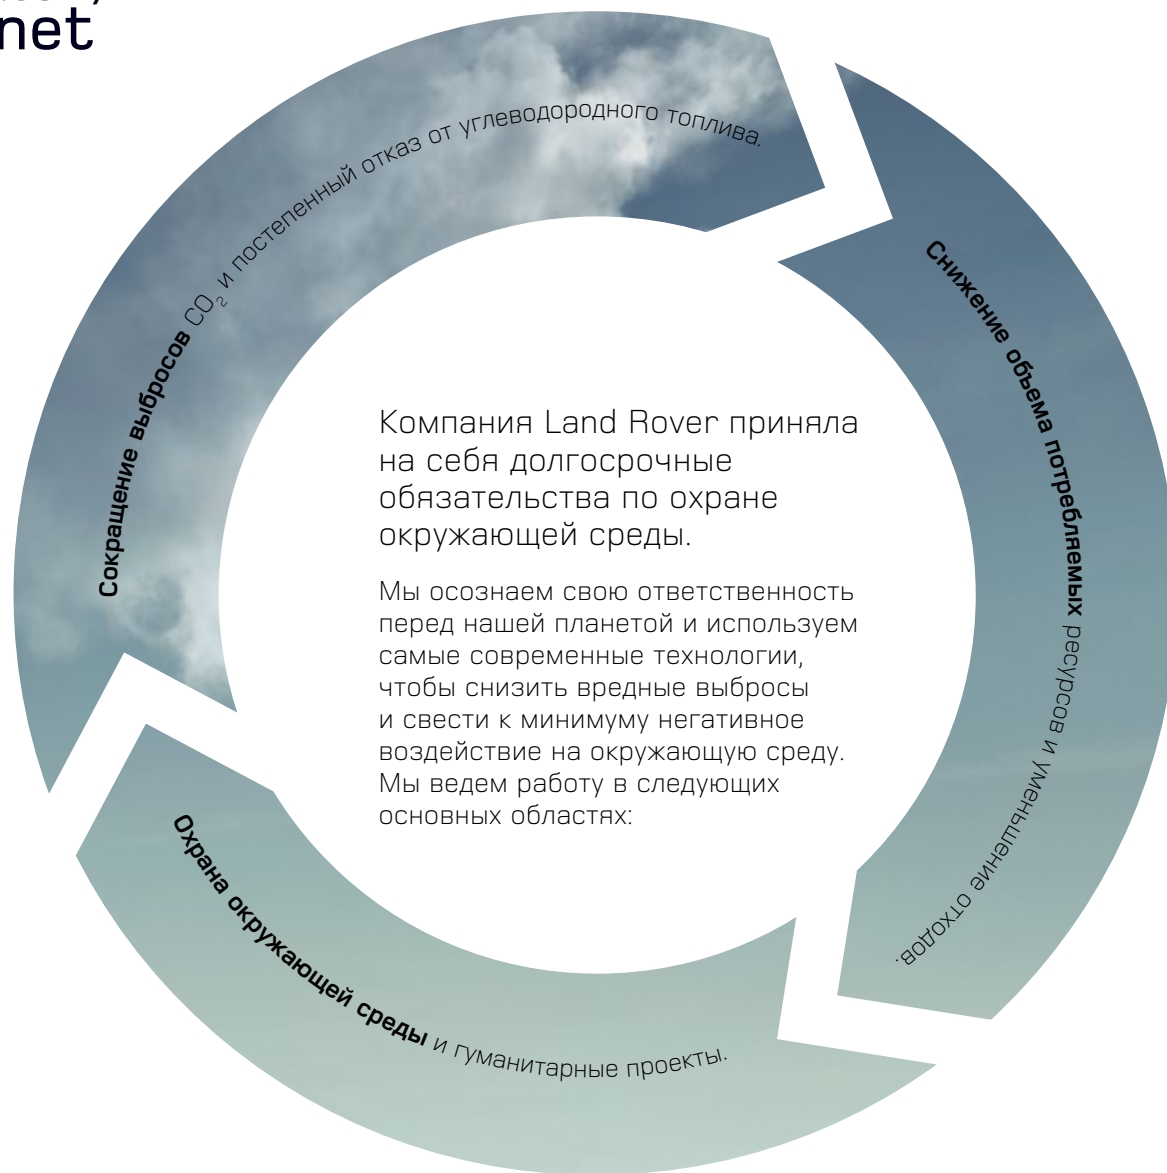 net
Сокращение выбросов CO₂ и постепенный отказ от углеводородного топлива.
Снижение объема потребляемых ресурсов и уменьшение отходов.
Компания Land Rover приняла
на себя долгосрочные
обязательства по охране
окружающей среды.
Мы осознаем свою ответственность
перед нашей планетой и используем
самые современные технологии,
чтобы снизить вредные выбросы
и свести к минимуму негативное
воздействие на окружающую среду.
Мы ведем работу в следующих
основных областях:
Охрана окружающей среды и гуманитарные проекты.